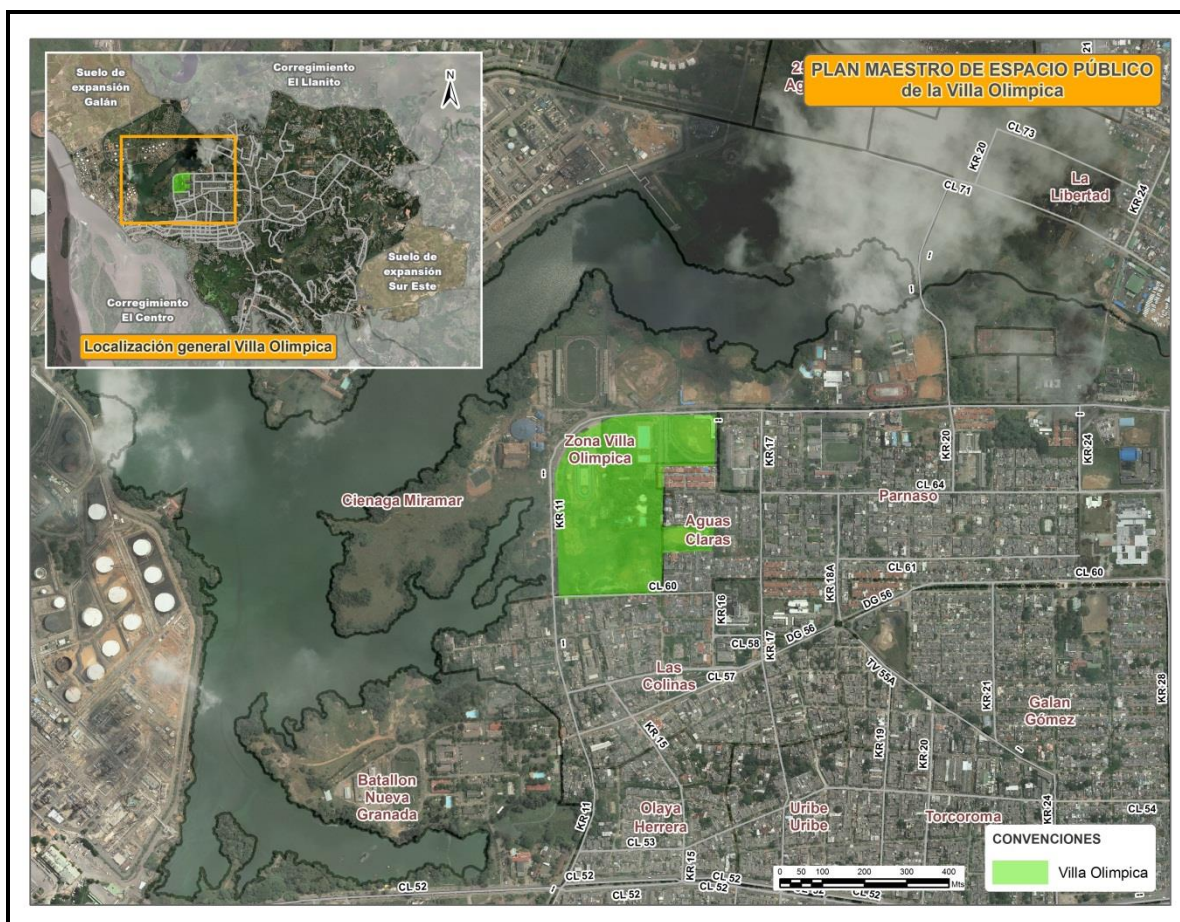 Suelo de
expansión
Galán
Corregimiento
El Llanito
N
Suelo de
expansión
Sur Este
Corregimiento
El Centro
Localización general Villa Olimpica
PLAN MAESTRO DE ESPACIO PÚBLICO
de la Villa Olimpica
21
CL 73
KR 20
CL 71
La
Libertad
KR 24
Zona Villa
Olimpica
KR 17
KR 20
KR 24
Cienaga Miramar
KR 11
CL 64
Parnaso
Aguas
Claras
CL 60
CL 61
CL 60
KR 18A
DG 56
KR 16
CL 58
KR 17
DG 56
Las
Colinas
CL 57
TV 55A
KR 21
KR 28
Galan
Gómez
KR 15
KR 19
KR 20
Batallon
Nueva
Granada
KR 11
Olaya
Herrera
Uribe
Uribe
Torcoroma
KR 24
CL 54
CL 53
KR 15
CL 52
CL 52
CL 52
CL 52
CL 52
CL 52
0 50 100 200 300 400
Mts
CONVENCIONES
Villa Olimpica